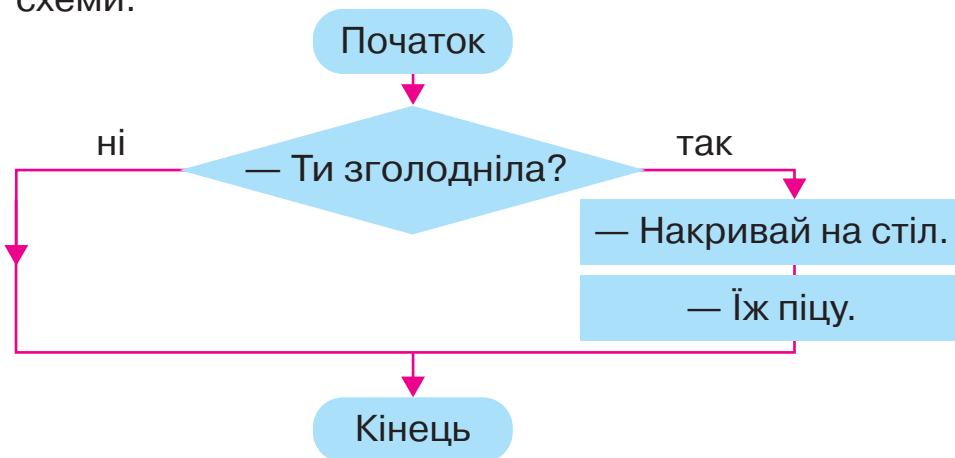 схеми.
Початок
ні
— Ти зголодніла?
так
— Накривай на стіл.
— Їж піцу.
Кінець